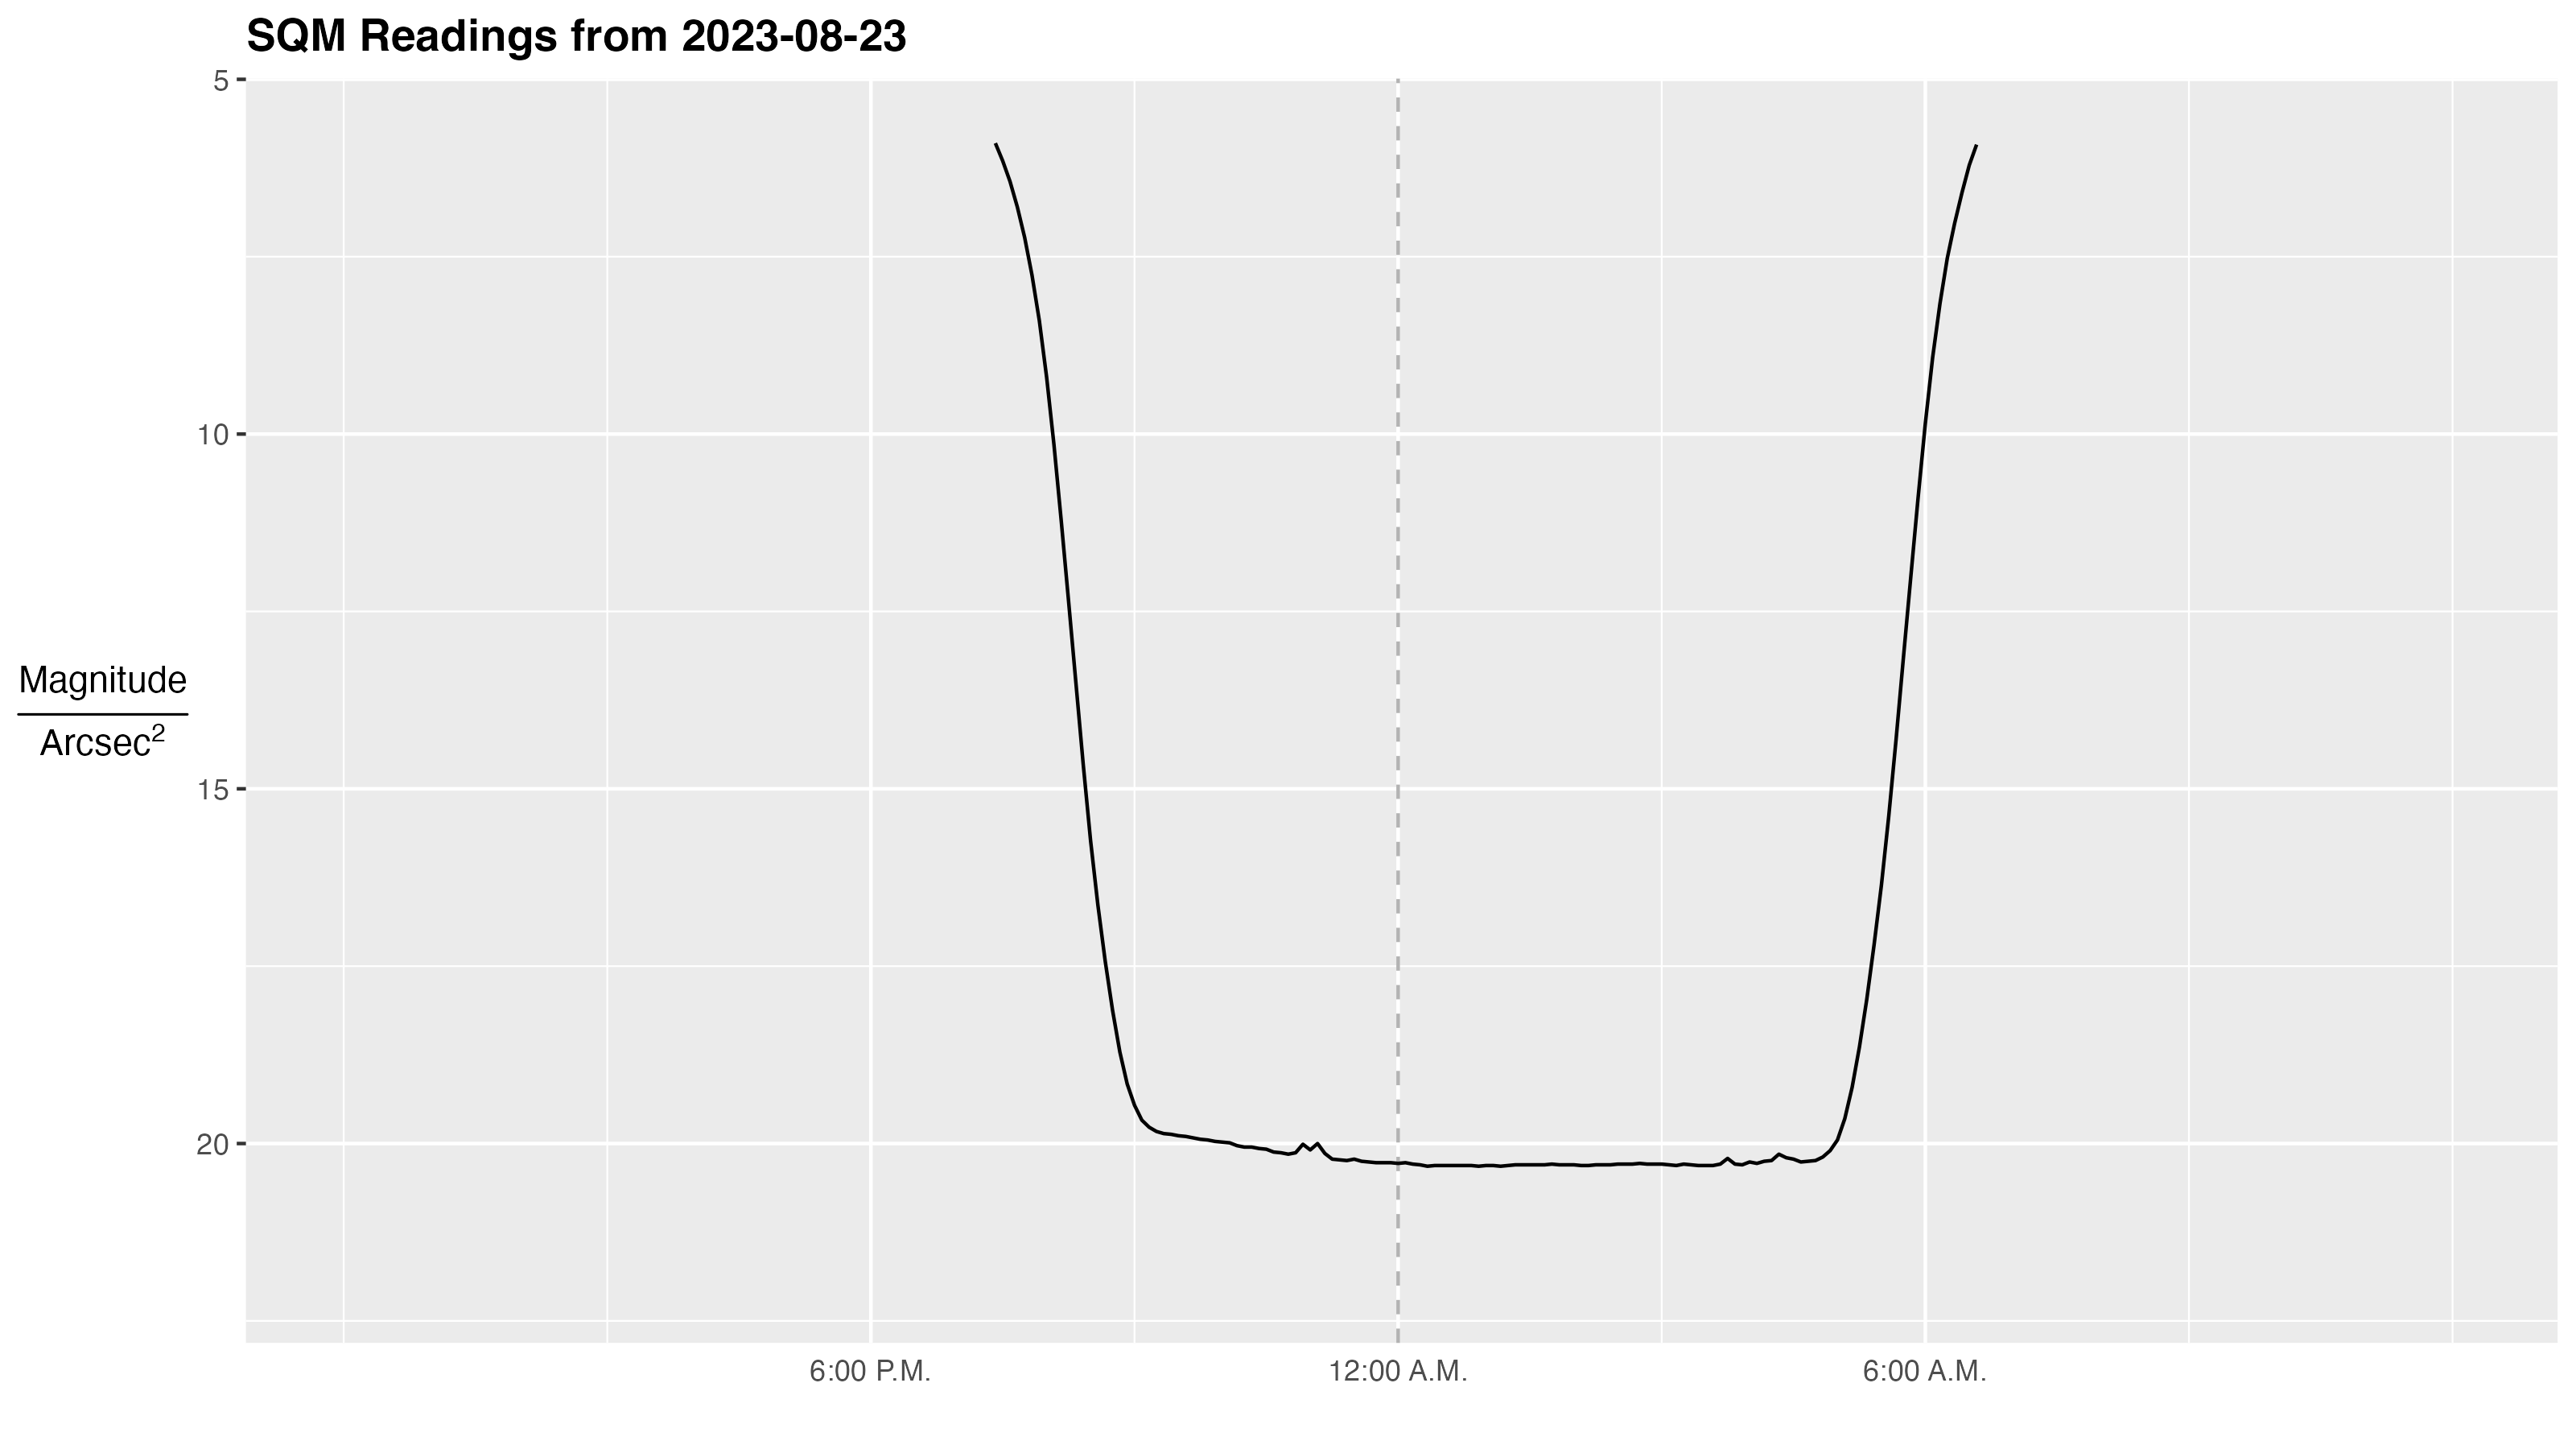 SQM Readings from 2023-08-23
5
10
Magnitude
Arcsec²
15
20
6:00 P.M.
12:00 A.M.
6:00 A.M.